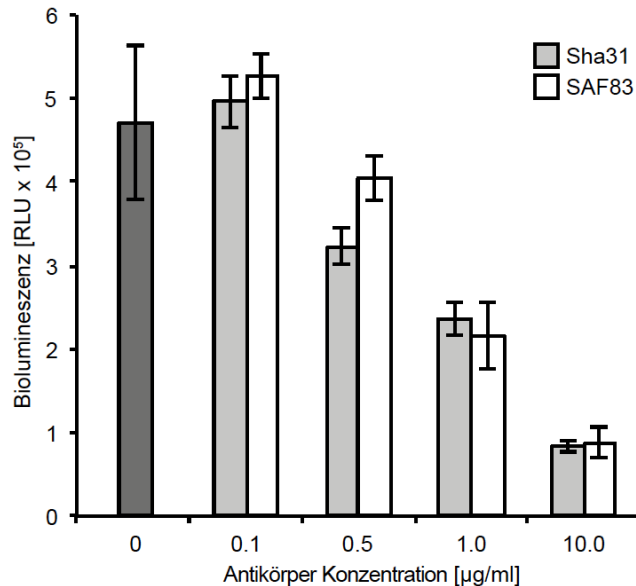 6
5
4
3
2
1
0
Biolumineszenz [RLU x 10⁵]
Sha31
SAF83
0 0.1 0.5 1.0 10.0
Antikörper Konzentration [µg/ml]